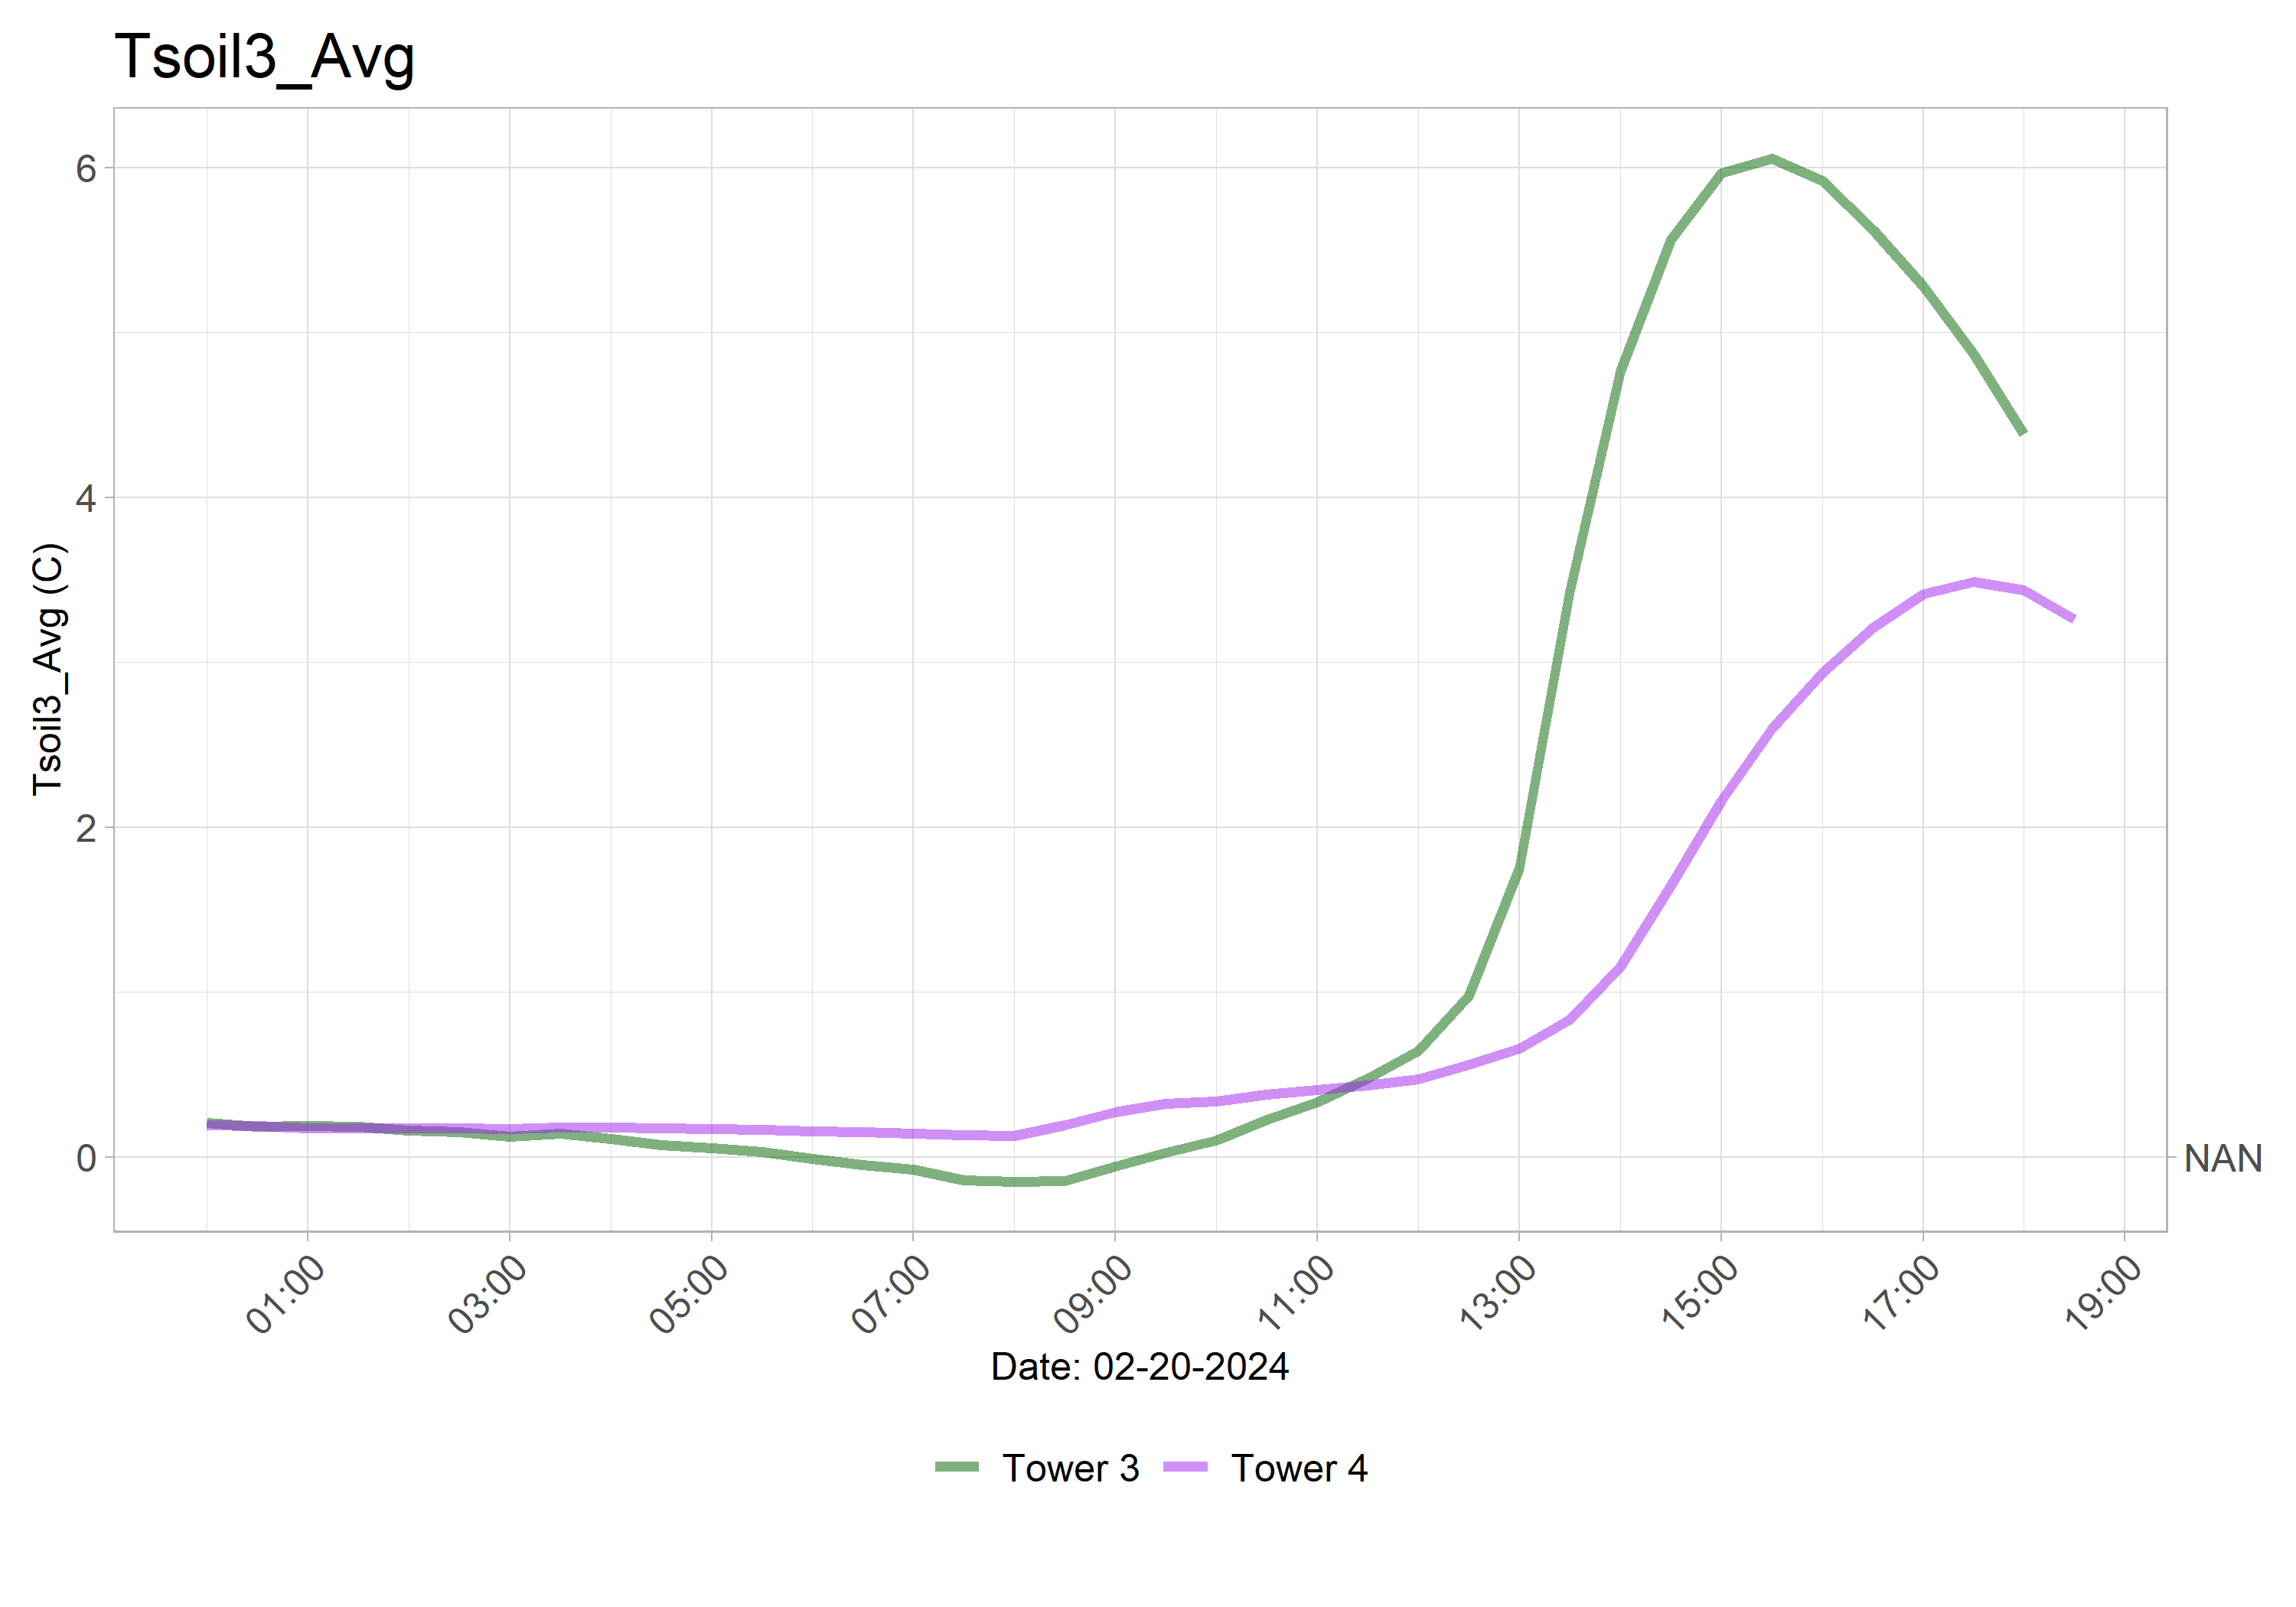 Tsoil3_Avg
6
4
2
0
Tsoil3_Avg (C)
NAN
01:00 03:00 05:00 07:00 09:00 11:00 13:00 15:00 17:00 19:00
Date: 02-20-2024
Tower 3 Tower 4